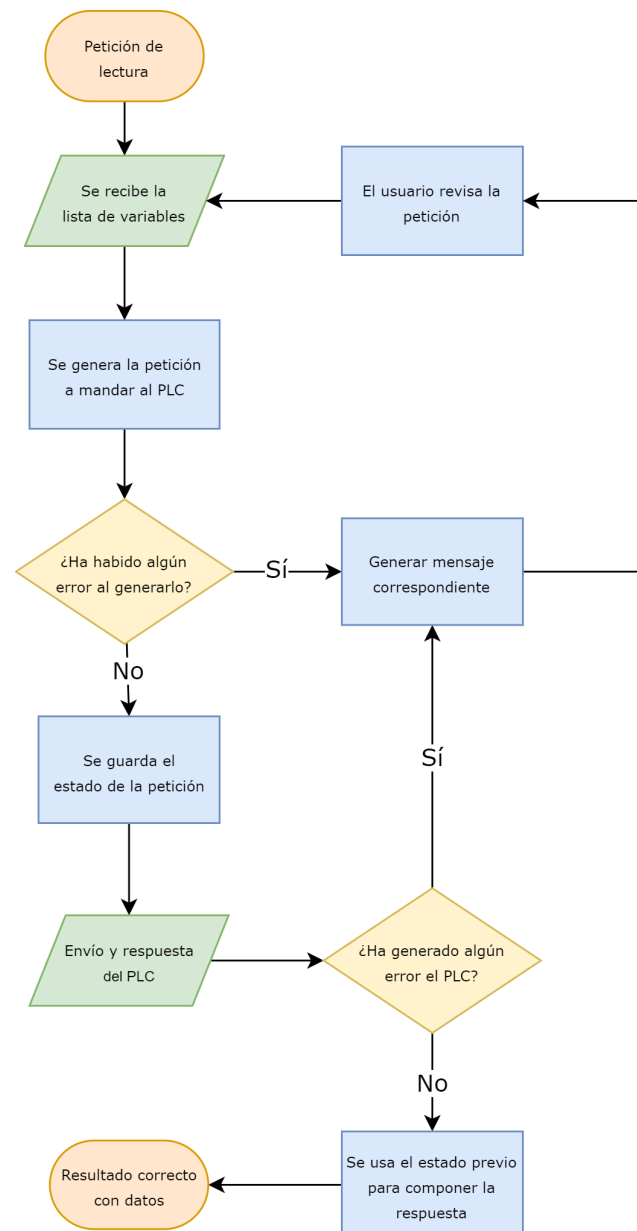 Petición de
lectura
Se recibe la
lista de variables
El usuario revisa la
petición
Se genera la petición
a mandar al PLC
¿Ha habido algún
error al generarlo?
Sí
Generar mensaje
correspondiente
No
Se guarda el
estado de la petición
Sí
Envío y respuesta
del PLC
¿Ha generado algún
error el PLC?
No
Se usa el estado previo
para componer la
respuesta
Resultado correcto
con datos